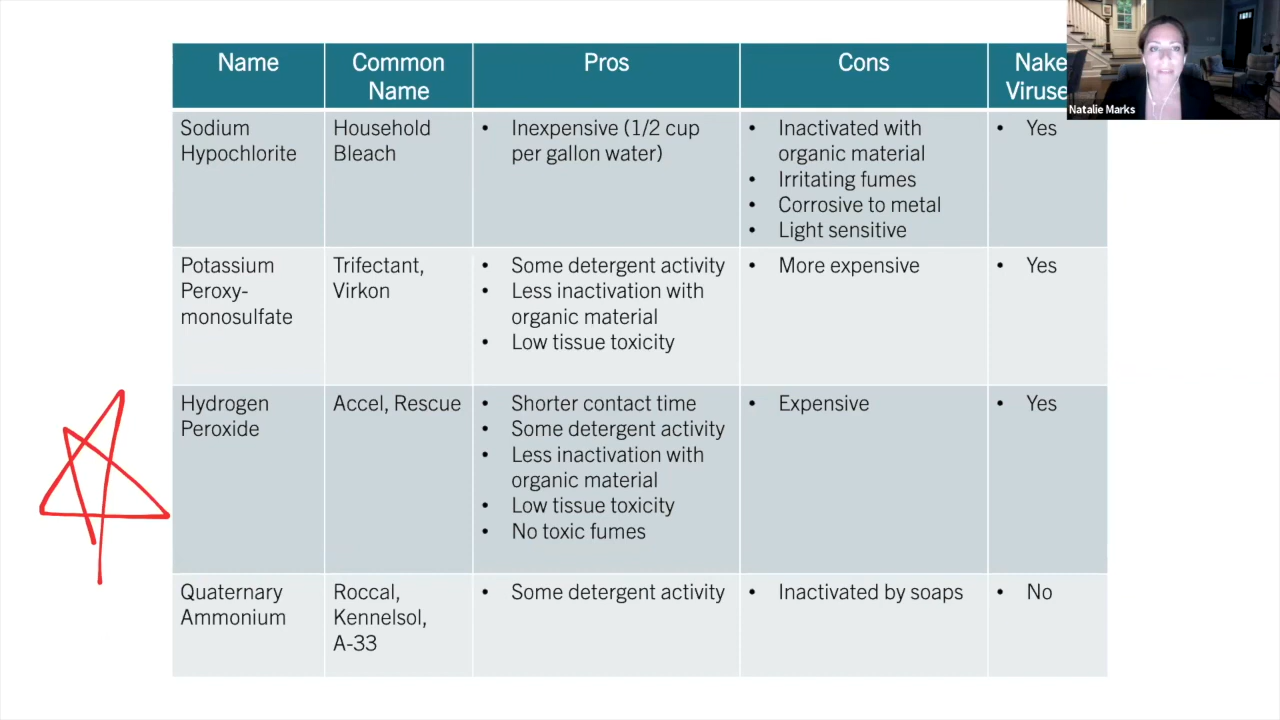 Name
Common
Name
Pros
Cons
Nake
Viruse
Natalie Marks
Sodium
Hypochlorite
Household
Bleach
• Inexpensive (1/2 cup
per gallon water)
• Inactivated with
organic material
• Irritating fumes
• Corrosive to metal
• Light sensitive
• Yes
Potassium
Peroxy-
monosulfate
Trifectant,
Virkon
• Some detergent activity
• Less inactivation with
organic material
• Low tissue toxicity
• More expensive
• Yes
Hydrogen
Peroxide
Accel, Rescue
• Shorter contact time
• Some detergent activity
• Less inactivation with
organic material
• Low tissue toxicity
• No toxic fumes
• Expensive
• Yes
Quaternary
Ammonium
Roccal,
Kennelsol,
A-33
• Some detergent activity
• Inactivated by soaps
• No